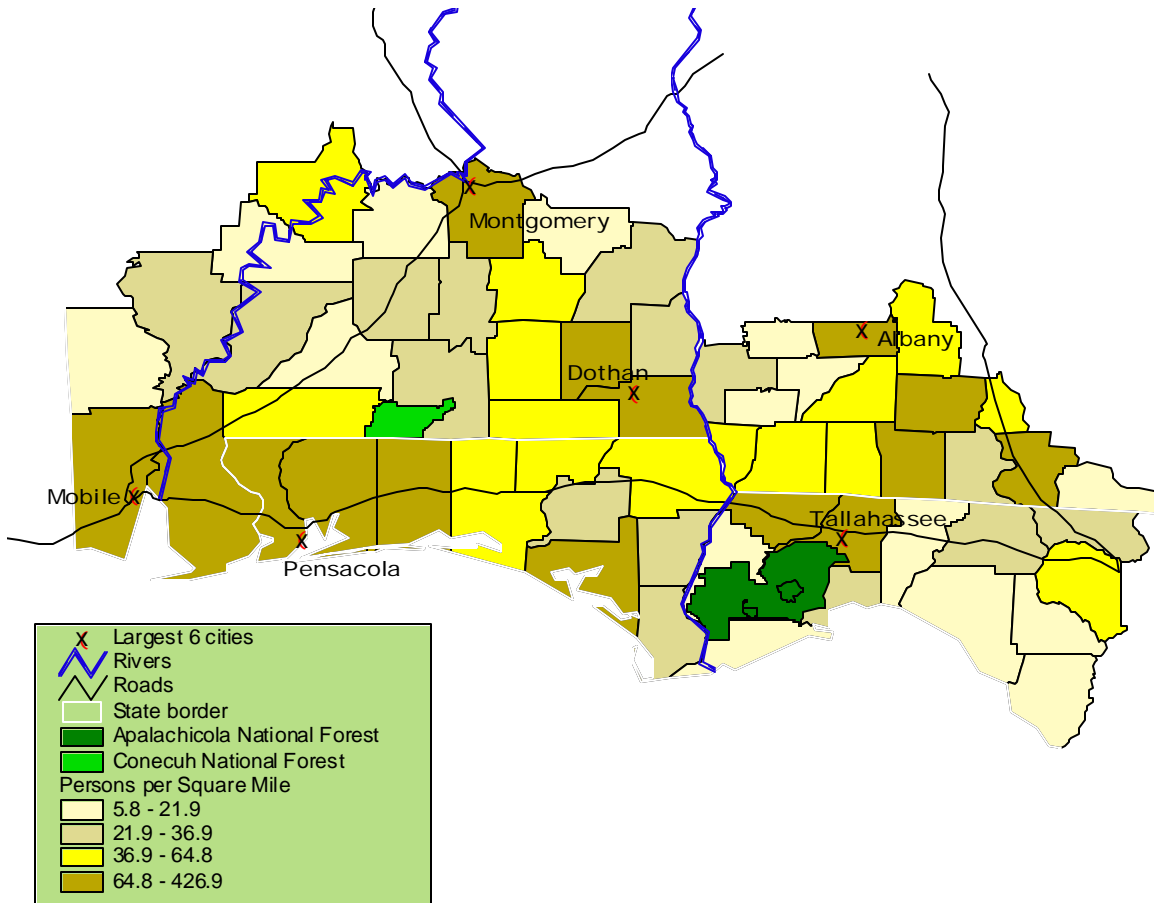 Montgomery
Albany
Dothan
Mobile
Tallahassee
Pensacola
Largest 6 cities
Rivers
Roads
State border
Apalachicola National Forest
Conecuh National Forest
Persons per Square Mile
5.8 - 21.9
21.9 - 36.9
36.9 - 64.8
64.8 - 426.9